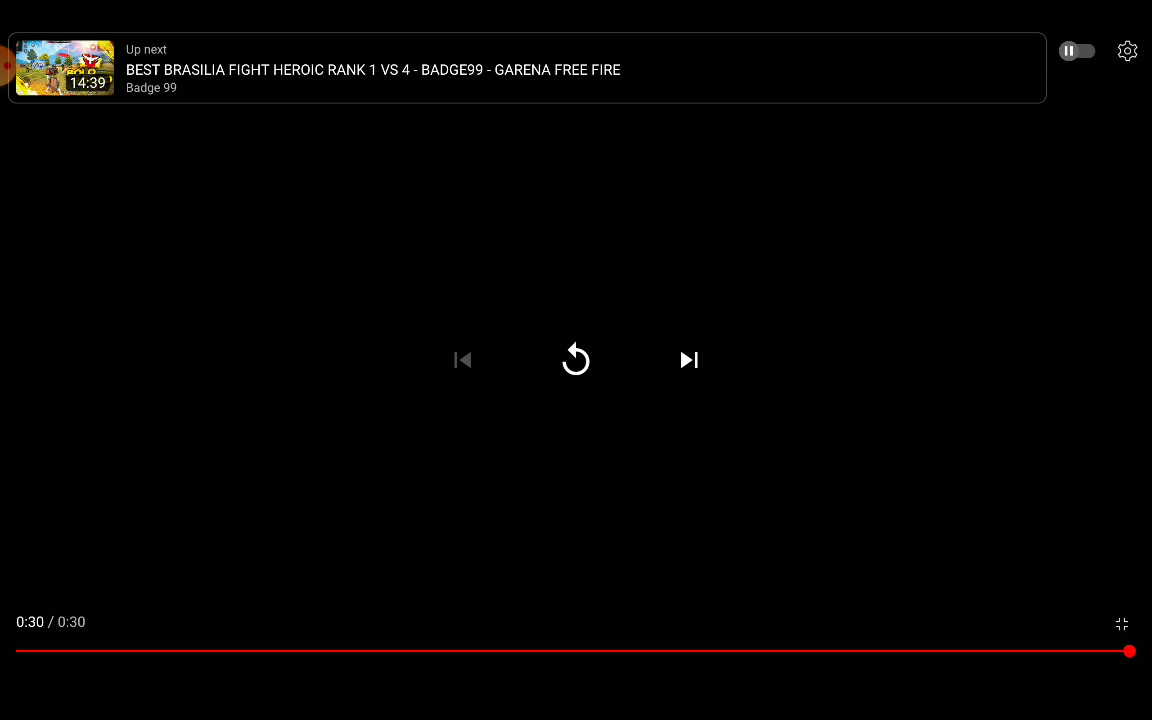 Up next
BEST BRASILIA FIGHT HEROIC RANK 1 VS 4 - BADGE99 - GARENA FREE FIRE
14:39
Badge 99
0:30 / 0:30